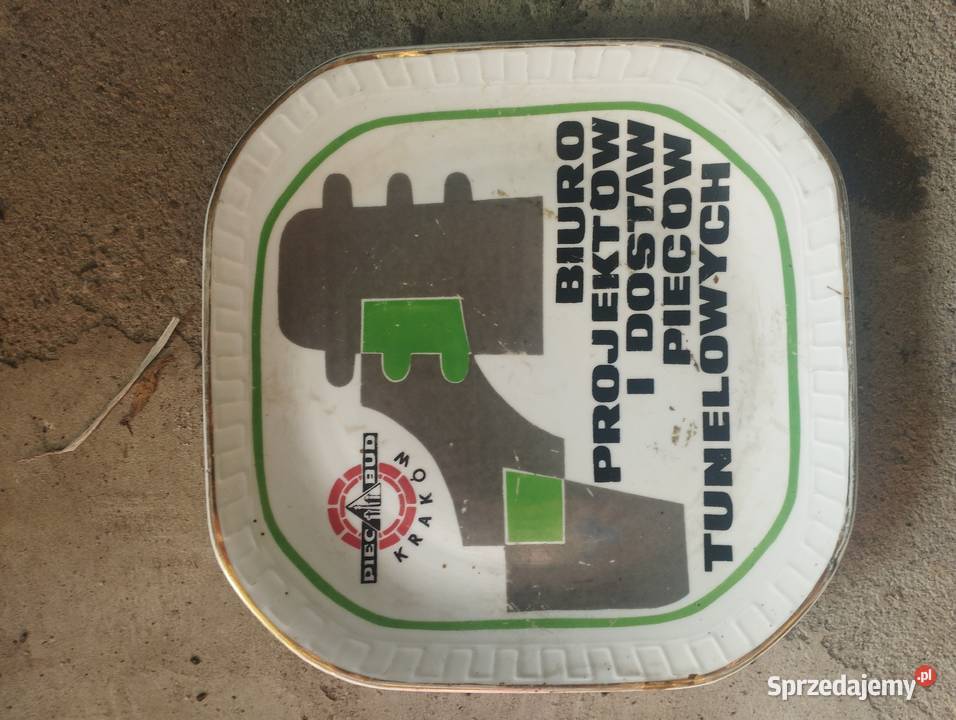 BIURO
PROJEKTÓW
I DOSTAW
PIECÓW
TUNELOWYCH
PIEC BUD
KRAKÓW
Sprzedajemy.pl